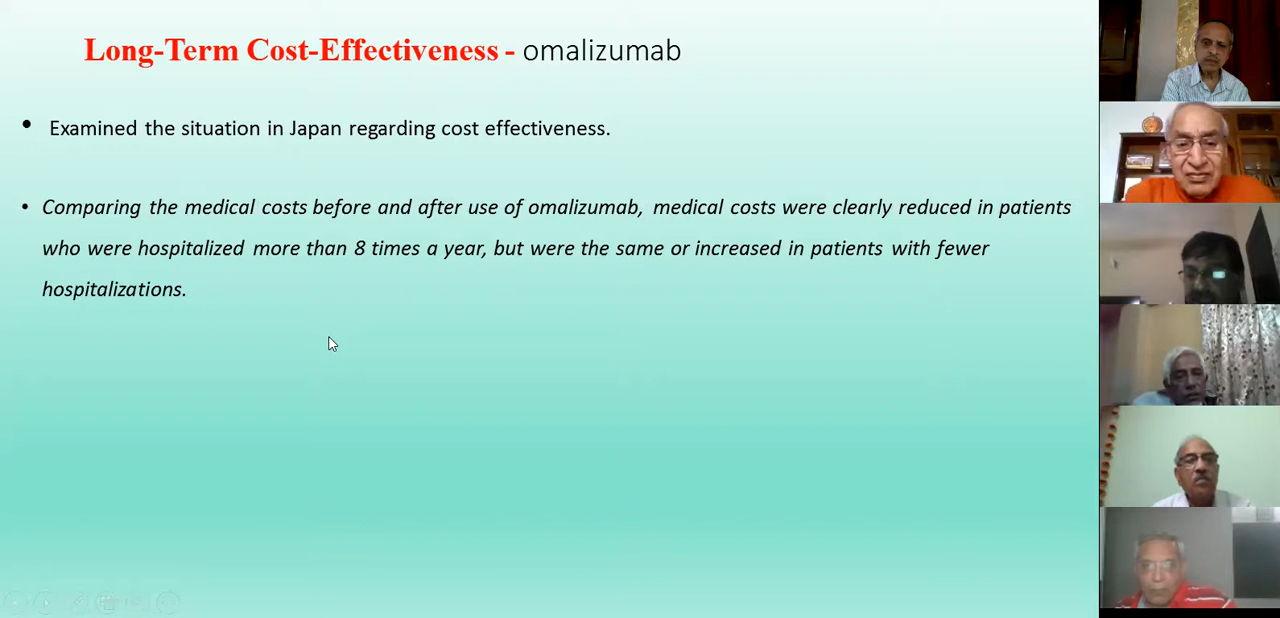 Long-Term Cost-Effectiveness - omalizumab
• Examined the situation in Japan regarding cost effectiveness.
• Comparing the medical costs before and after use of omalizumab, medical costs were clearly reduced in patients
who were hospitalized more than 8 times a year, but were the same or increased in patients with fewer
hospitalizations.